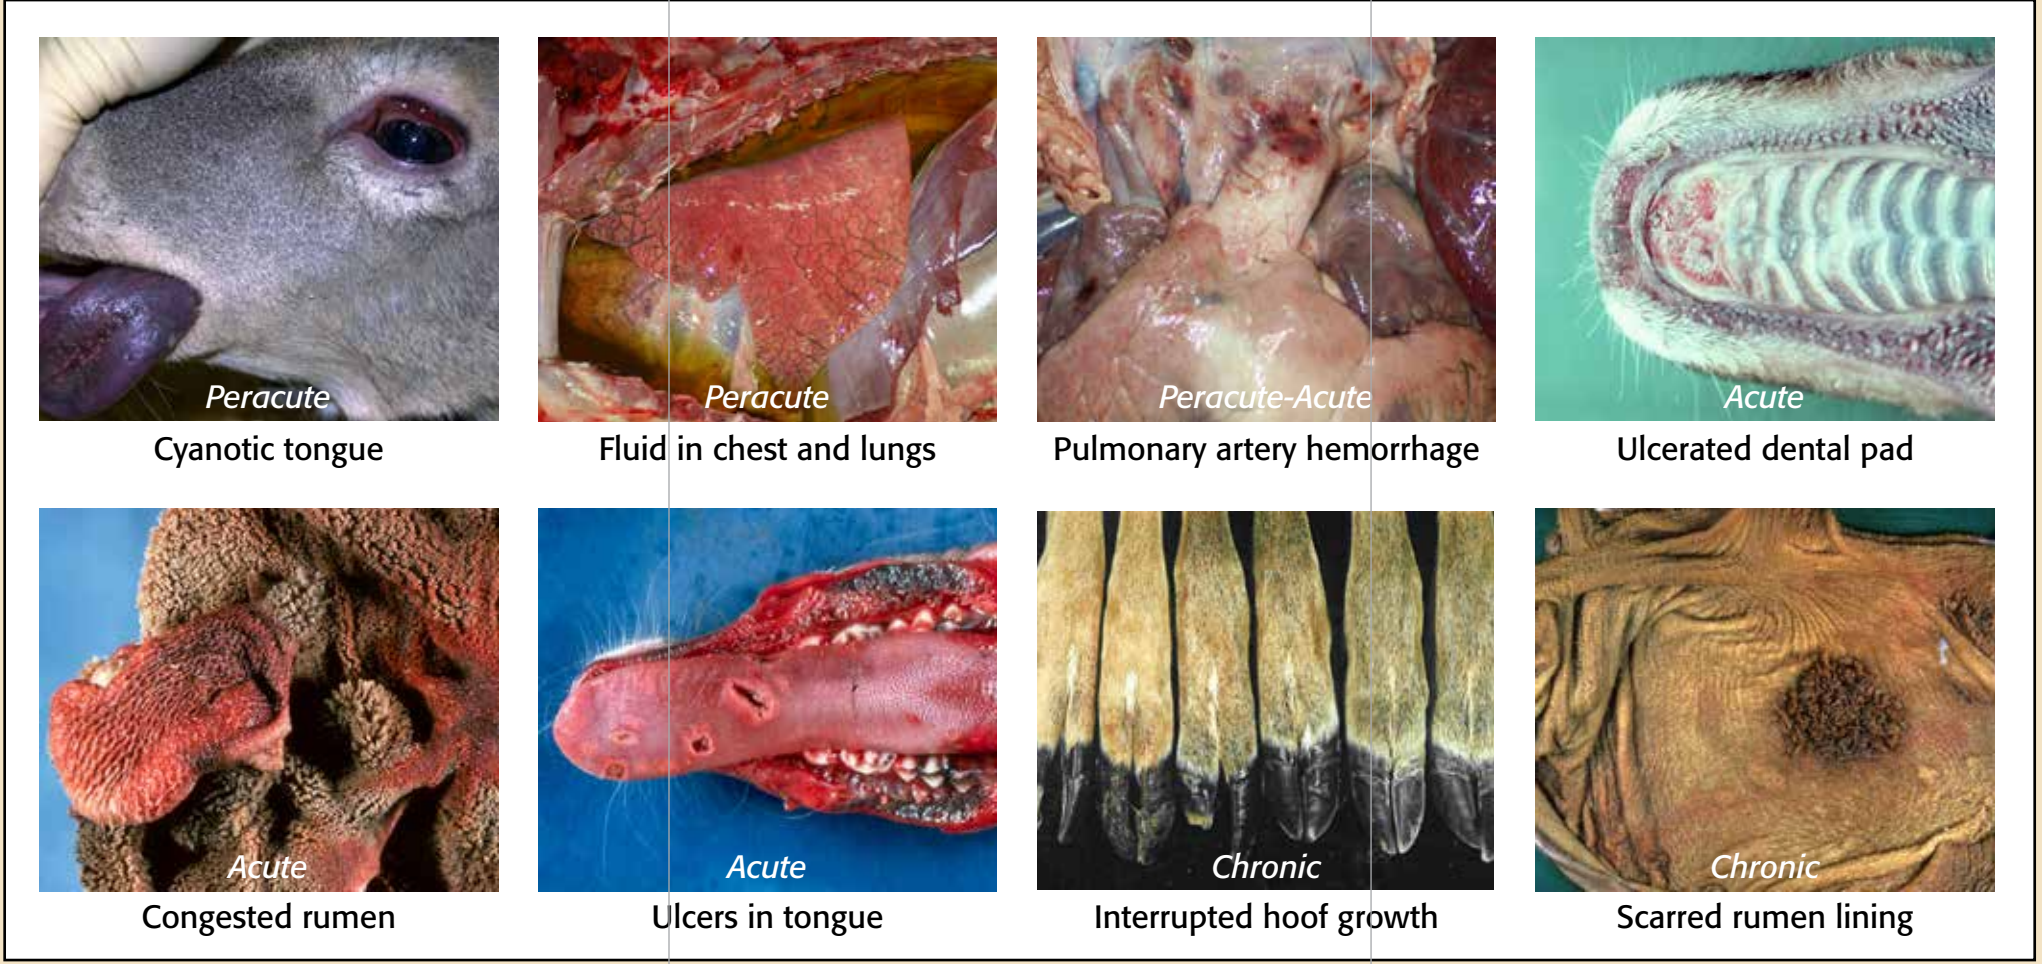 Peracute
Cyanotic tongue
Peracute
Fluid in chest and lungs
Peracute-Acute
Pulmonary artery hemorrhage
Acute
Ulcerated dental pad
Acute
Congested rumen
Acute
Ulcers in tongue
Chronic
Interrupted hoof growth
Chronic
Scarred rumen lining